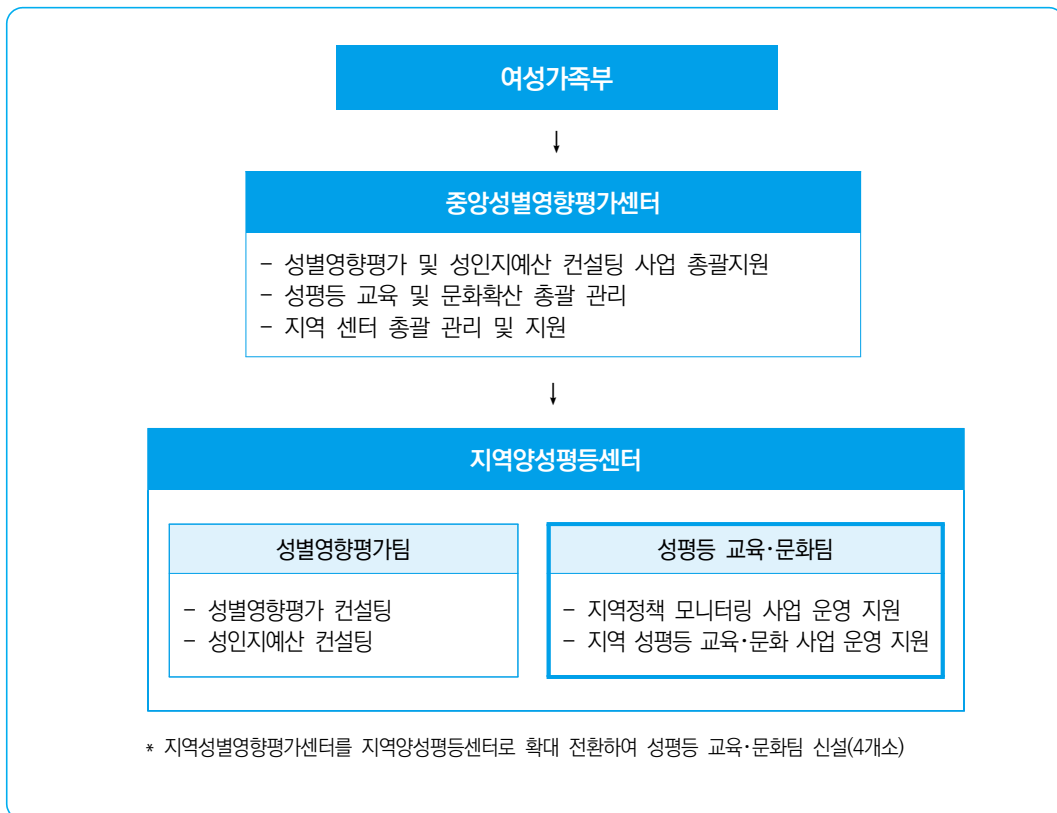 여성가족부
↓
중앙성별영향평가센터
- 성별영향평가 및 성인지예산 컨설팅 사업 총괄지원
- 성평등 교육 및 문화확산 총괄 관리
- 지역 센터 총괄 관리 및 지원
↓
지역양성평등센터
성별영향평가팀
- 성별영향평가 컨설팅
- 성인지예산 컨설팅
성평등 교육·문화팀
- 지역정책 모니터링 사업 운영 지원
- 지역 성평등 교육·문화 사업 운영 지원
* 지역성별영향평가센터를 지역양성평등센터로 확대 전환하여 성평등 교육·문화팀 신설(4개소)